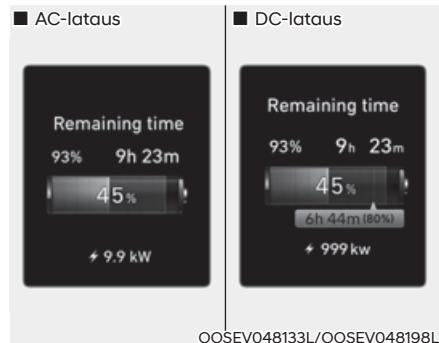 ■ AC-lataus
Remaining time
93% 9h 23m
45%
9.9 kW
■ DC-lataus
Remaining time
93% 9h 23m
45%
6h 44m (80%)
999 kw
OOSEV048133L/OOSEV048198L